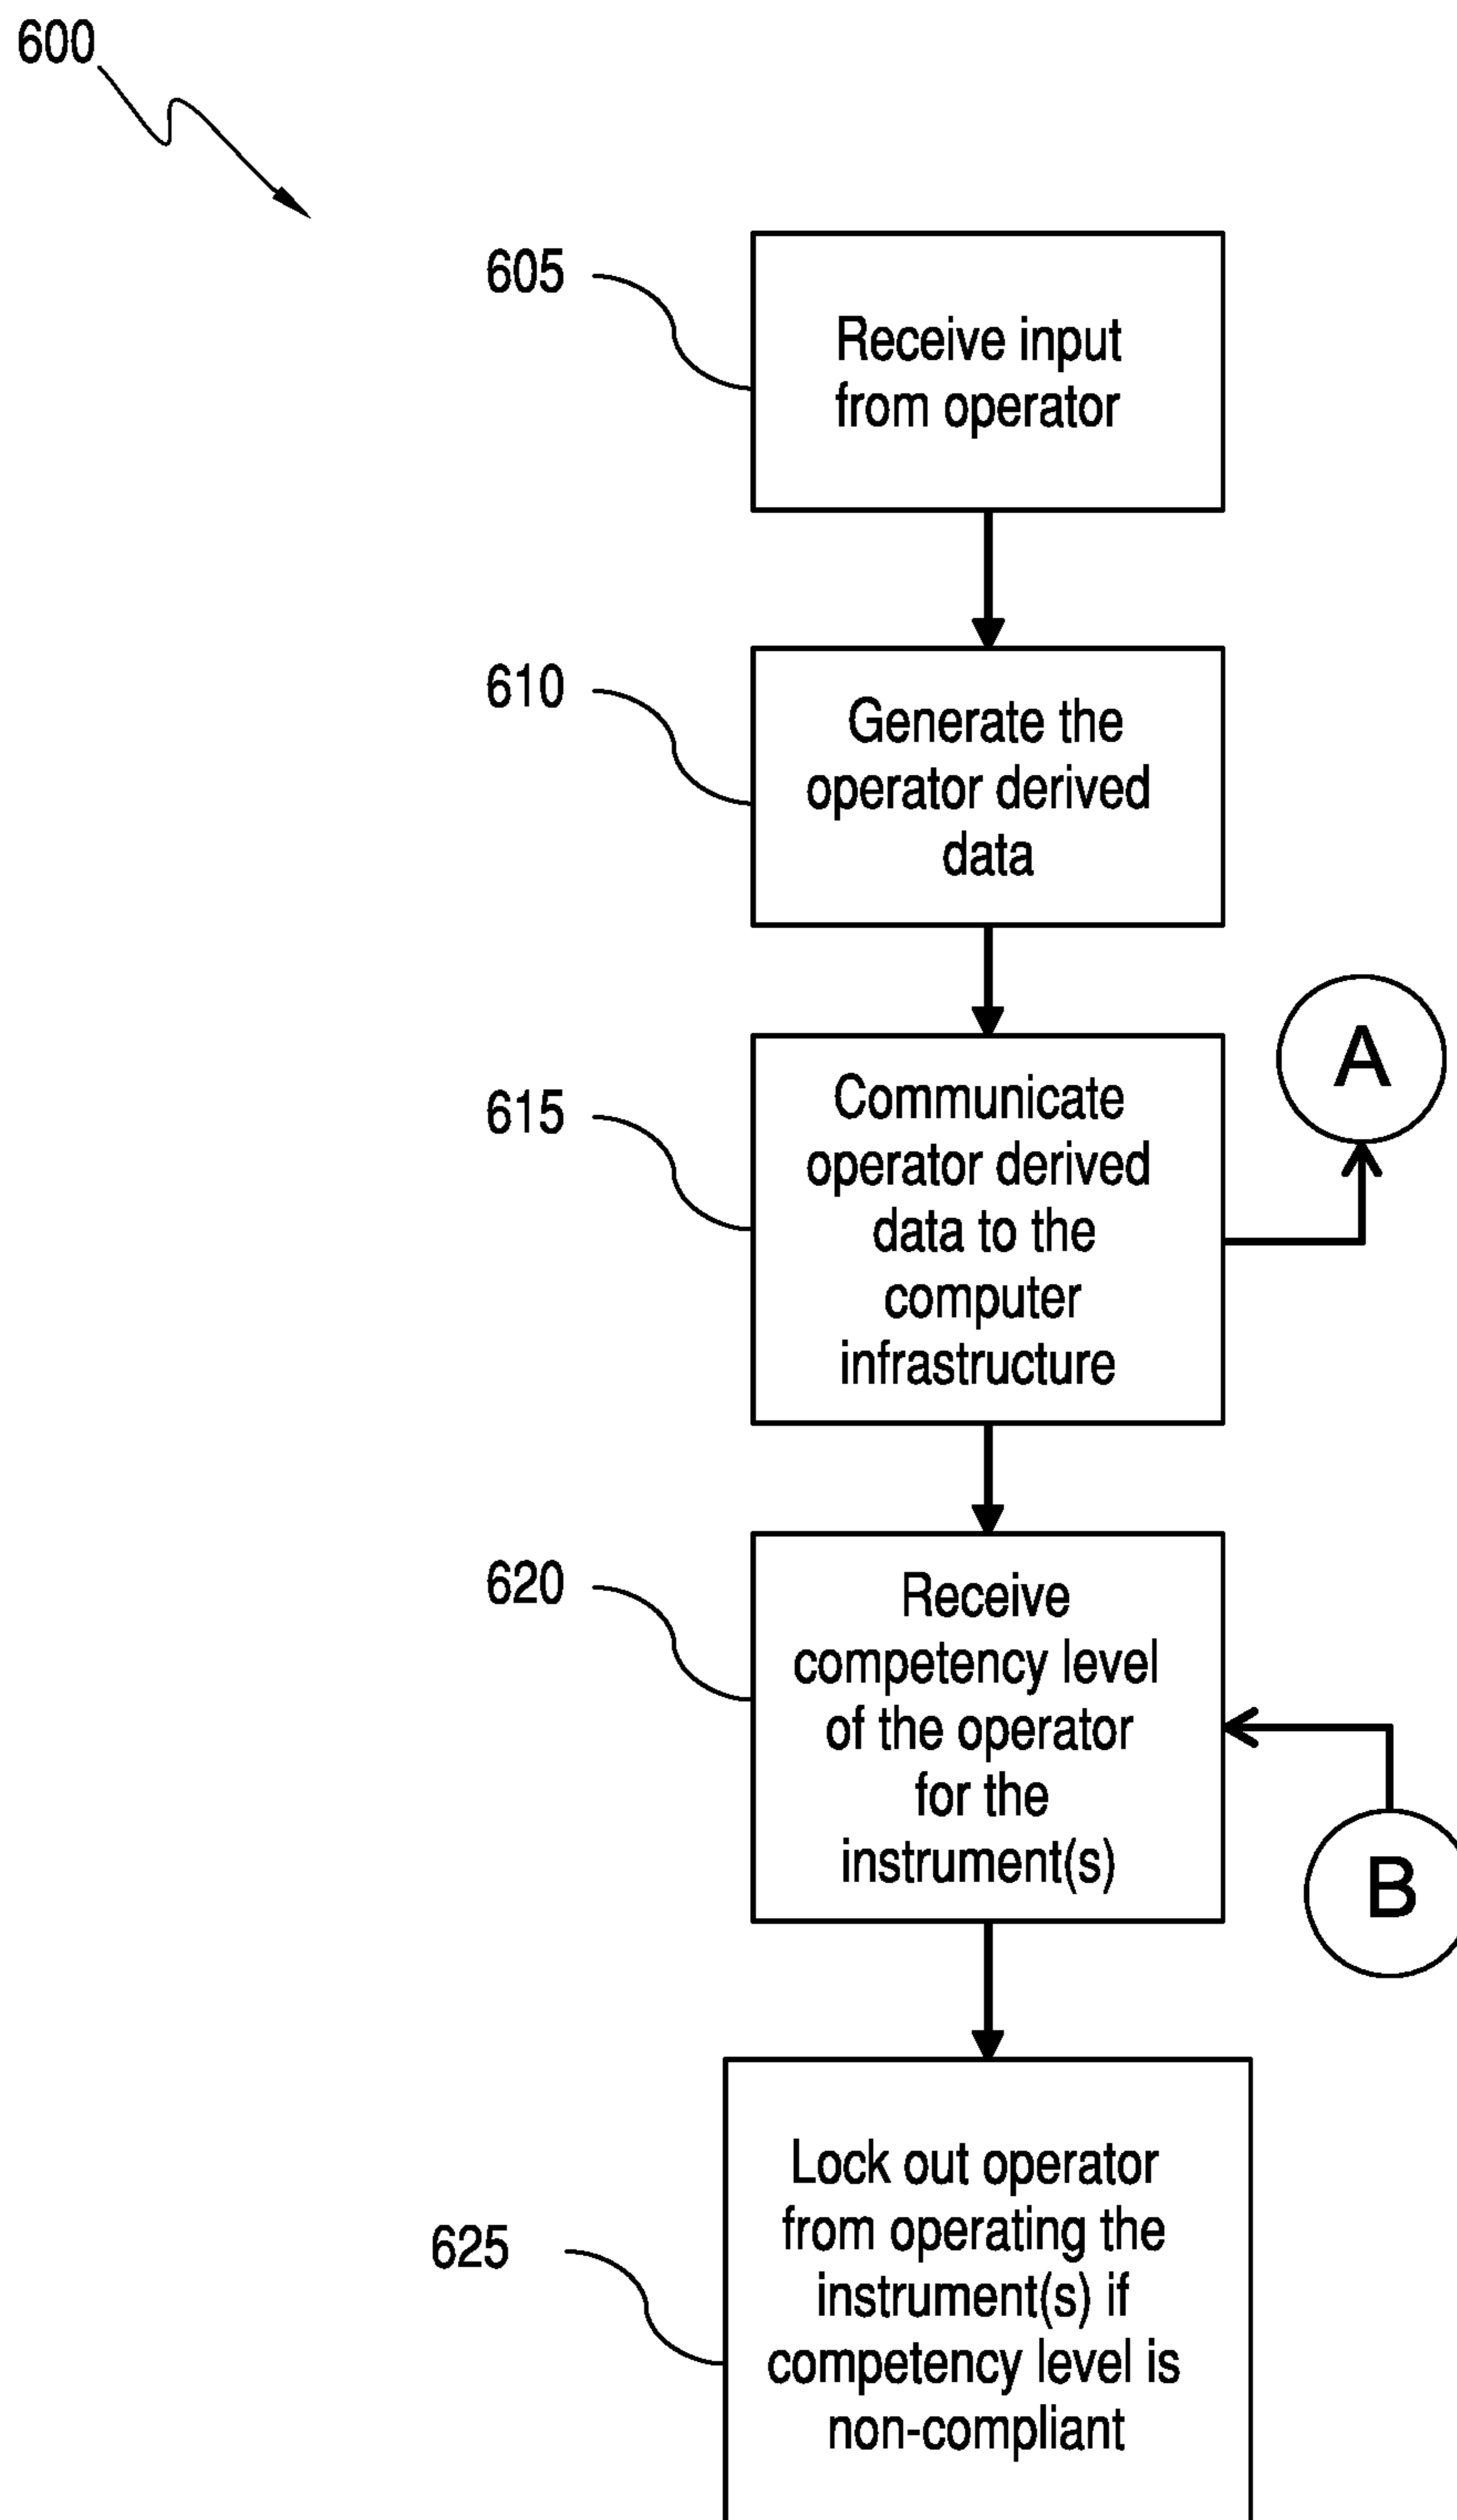 600
605
Receive input
from operator
610
Generate the
operator derived
data
A
615
Communicate
operator derived
data to the
computer
infrastructure
620
Receive
competency level
of the operator
for the
instrument(s)
B
625
Lock out operator
from operating the
instrument(s) if
competency level is
non-compliant